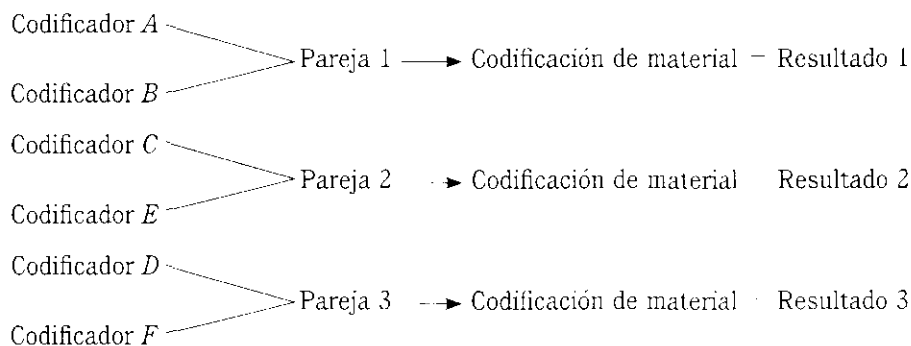 Codificador A
Pareja 1 Codificación de material – Resultado 1
Codificador B
Codificador C
Pareja 2 Codificación de material Resultado 2
Codificador E
Codificador D
Pareja 3 Codificación de material Resultado 3
Codificador F